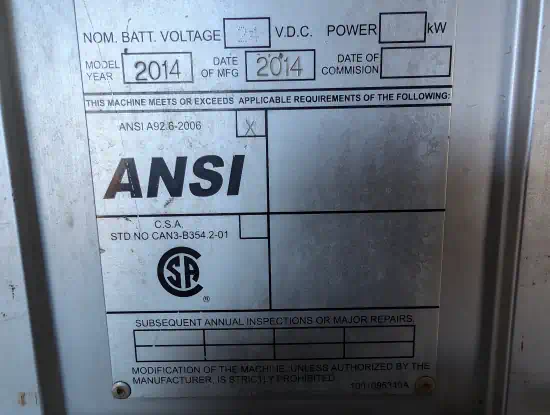 NOM. BATT. VOLTAGE 24 V.D.C. POWER kW
MODEL YEAR 2014 DATE OF MFG 2014 DATE OF COMMISION
THIS MACHINE MEETS OR EXCEEDS APPLICABLE REQUIREMENTS OF THE FOLLOWING:
ANSI A92.6-2006 X
ANSI
C.S.A.
STD NO CAN3-B354.2-01
CSA ®
SUBSEQUENT ANNUAL INSPECTIONS OR MAJOR REPAIRS.
MODIFICATION OF THE MACHINE, UNLESS AUTHORIZED BY THE
MANUFACTURER, IS STRICTLY PROHIBITED